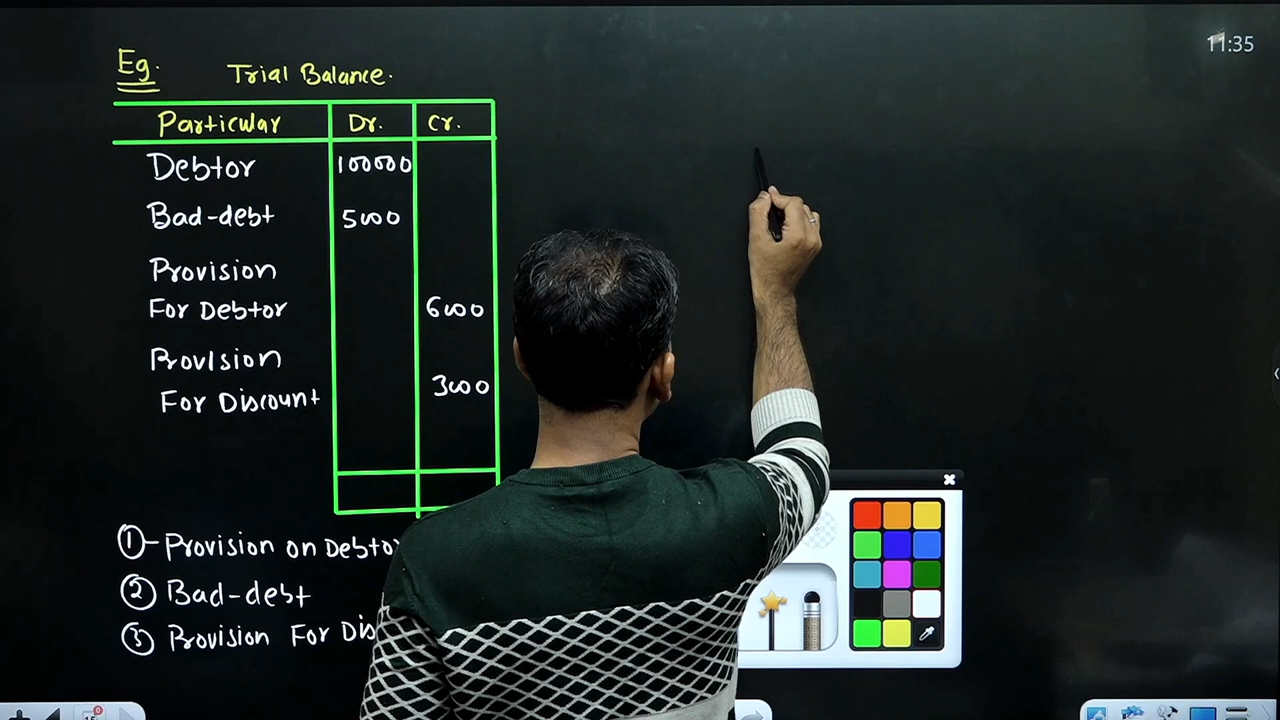 11:35
Eg. Trial Balance.
Particular Dr. Cr.
Debtor 100000
Bad-debt 5000
Provision
For Debtor 6000
Provision
For Discount 3000
①- Provision on Debtor
② Bad-debt
③ Provision For Dis